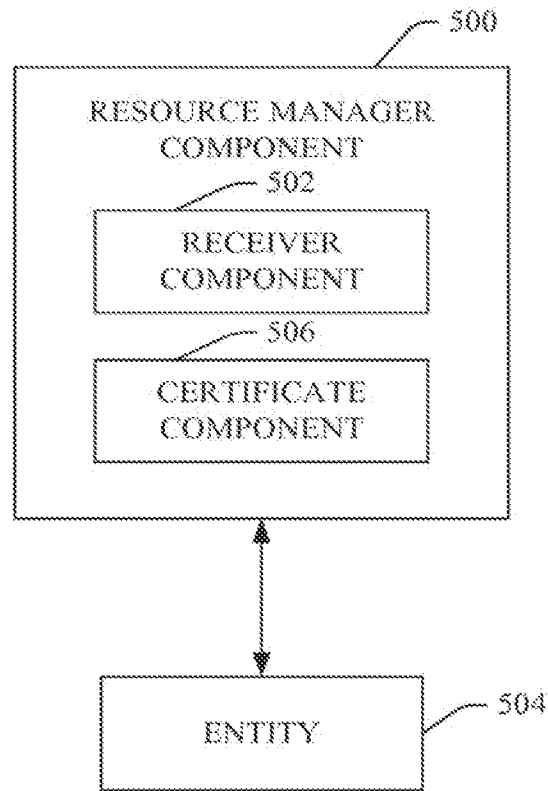 500
RESOURCE MANAGER
COMPONENT
502
RECEIVER
COMPONENT
506
CERTIFICATE
COMPONENT
ENTITY
504